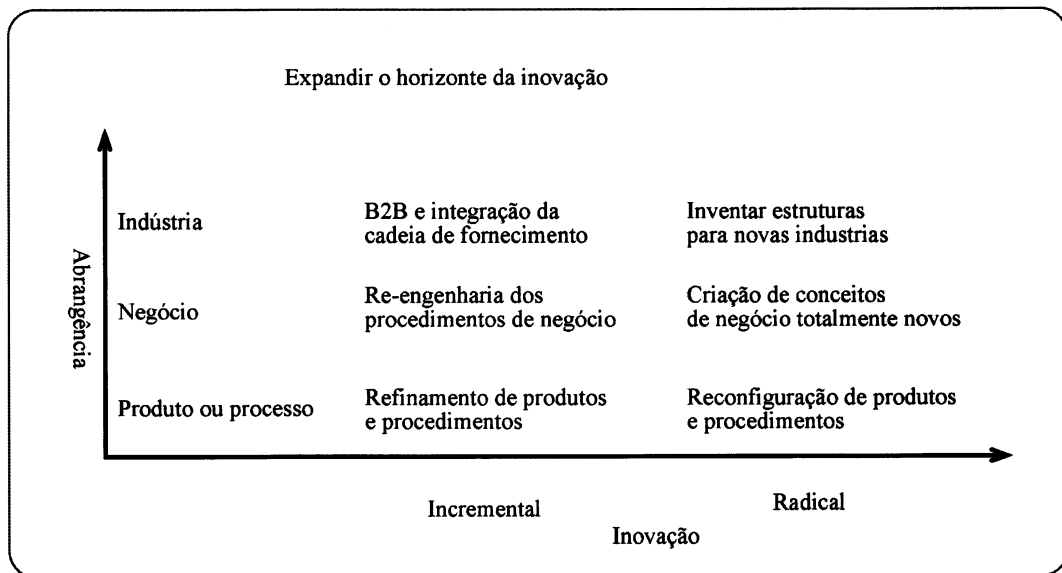 Expandir o horizonte da inovação
Abrangência
Indústria
B2B e integração da
cadeia de fornecimento
Inventar estruturas
para novas industrias
Negócio
Re-engenharia dos
procedimentos de negócio
Criação de conceitos
de negócio totalmente novos
Produto ou processo
Refinamento de produtos
e procedimentos
Reconfiguração de produtos
e procedimentos
Incremental
Radical
Inovação